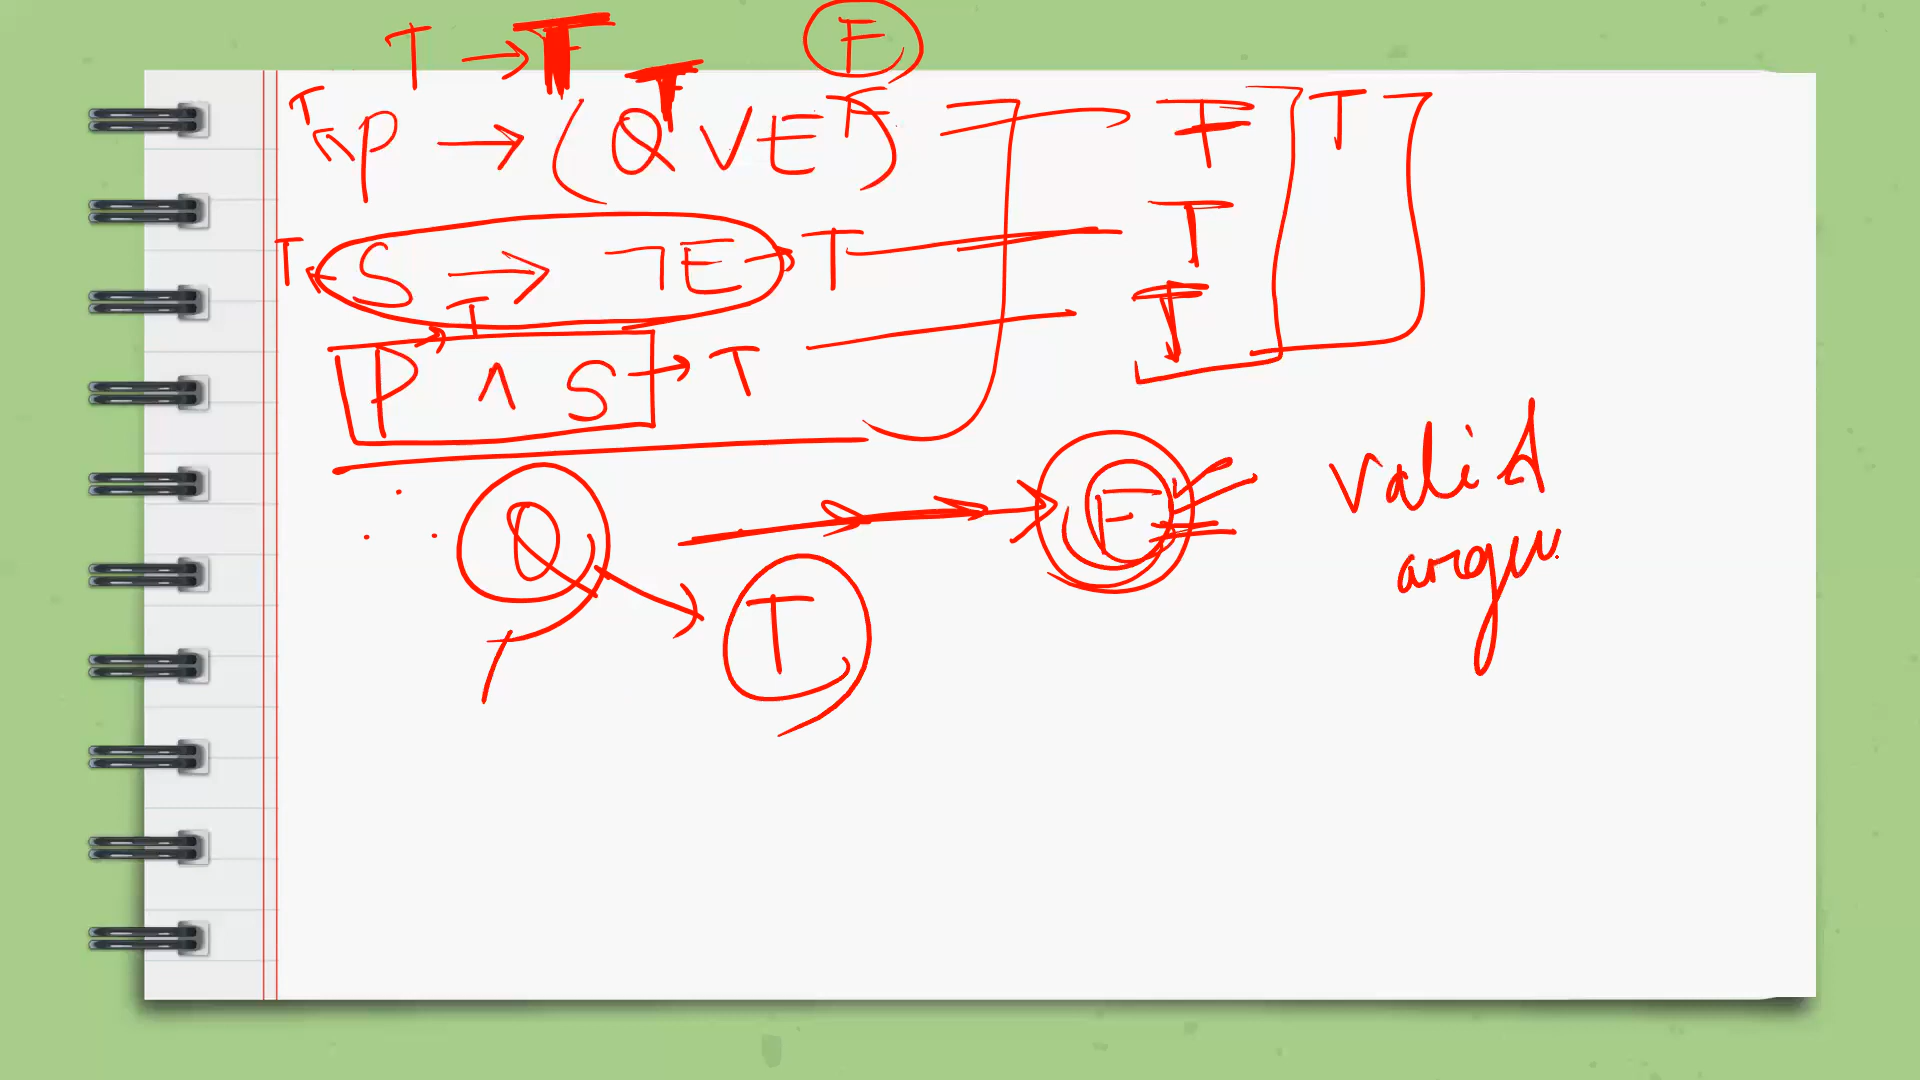 T → T F
T P → (Q T ∨ E F) F T
T S → ¬E → T T
P ∧ S → T T T
∴ Q → F valid
T argu.